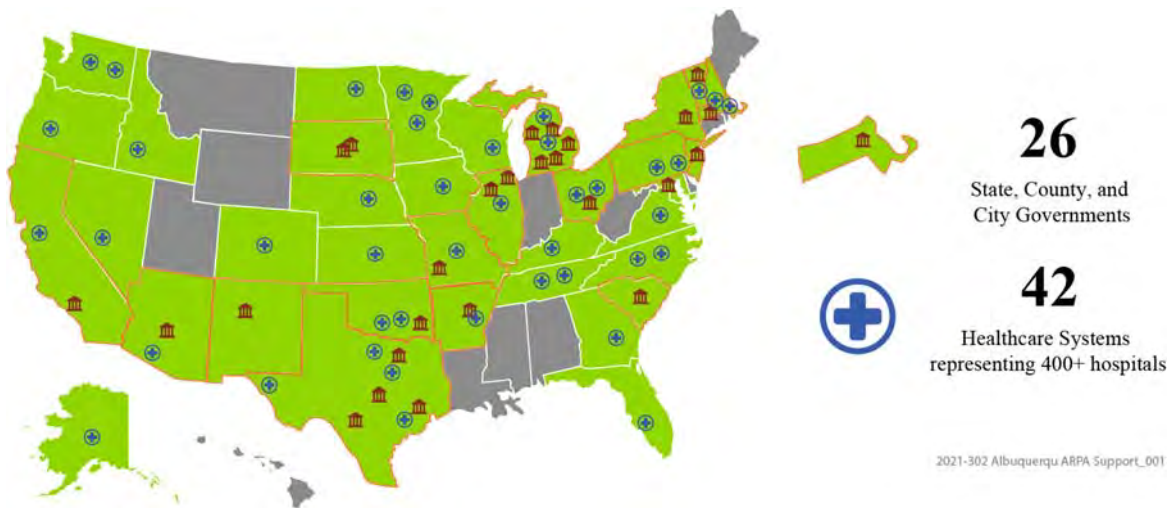 26
State, County, and
City Governments
42
Healthcare Systems
representing 400+ hospitals
2021-302 Albuquerqu ARPA Support_001